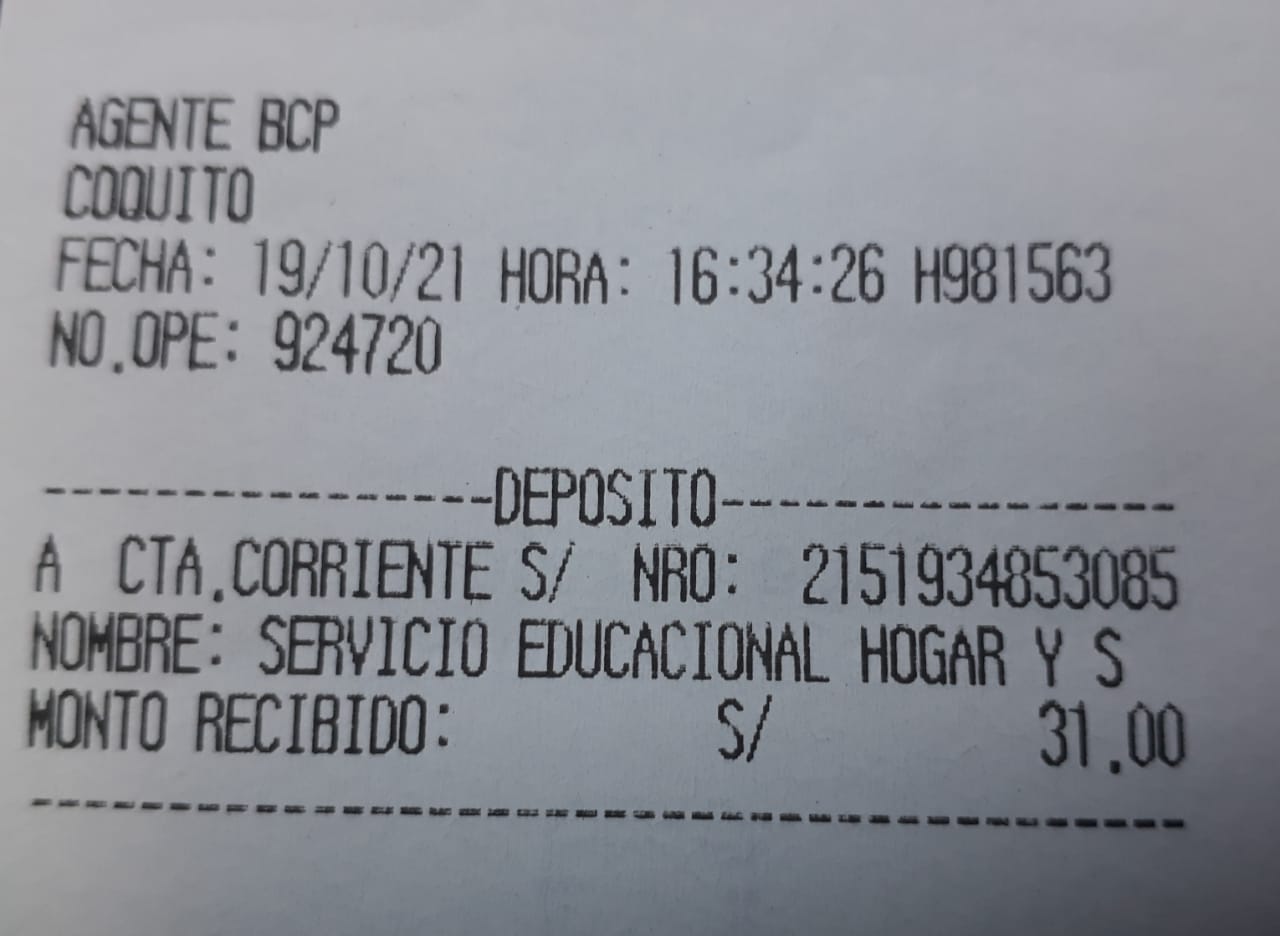 AGENTE BCP
COQUITO
FECHA: 19/10/21 HORA: 16:34:26 H981563
NO.OPE: 924720
----------------DEPOSITO----------------
A CTA.CORRIENTE S/ NRO: 2151934853085
NOMBRE: SERVICIO EDUCACIONAL HOGAR Y S
MONTO RECIBIDO: S/ 31.00